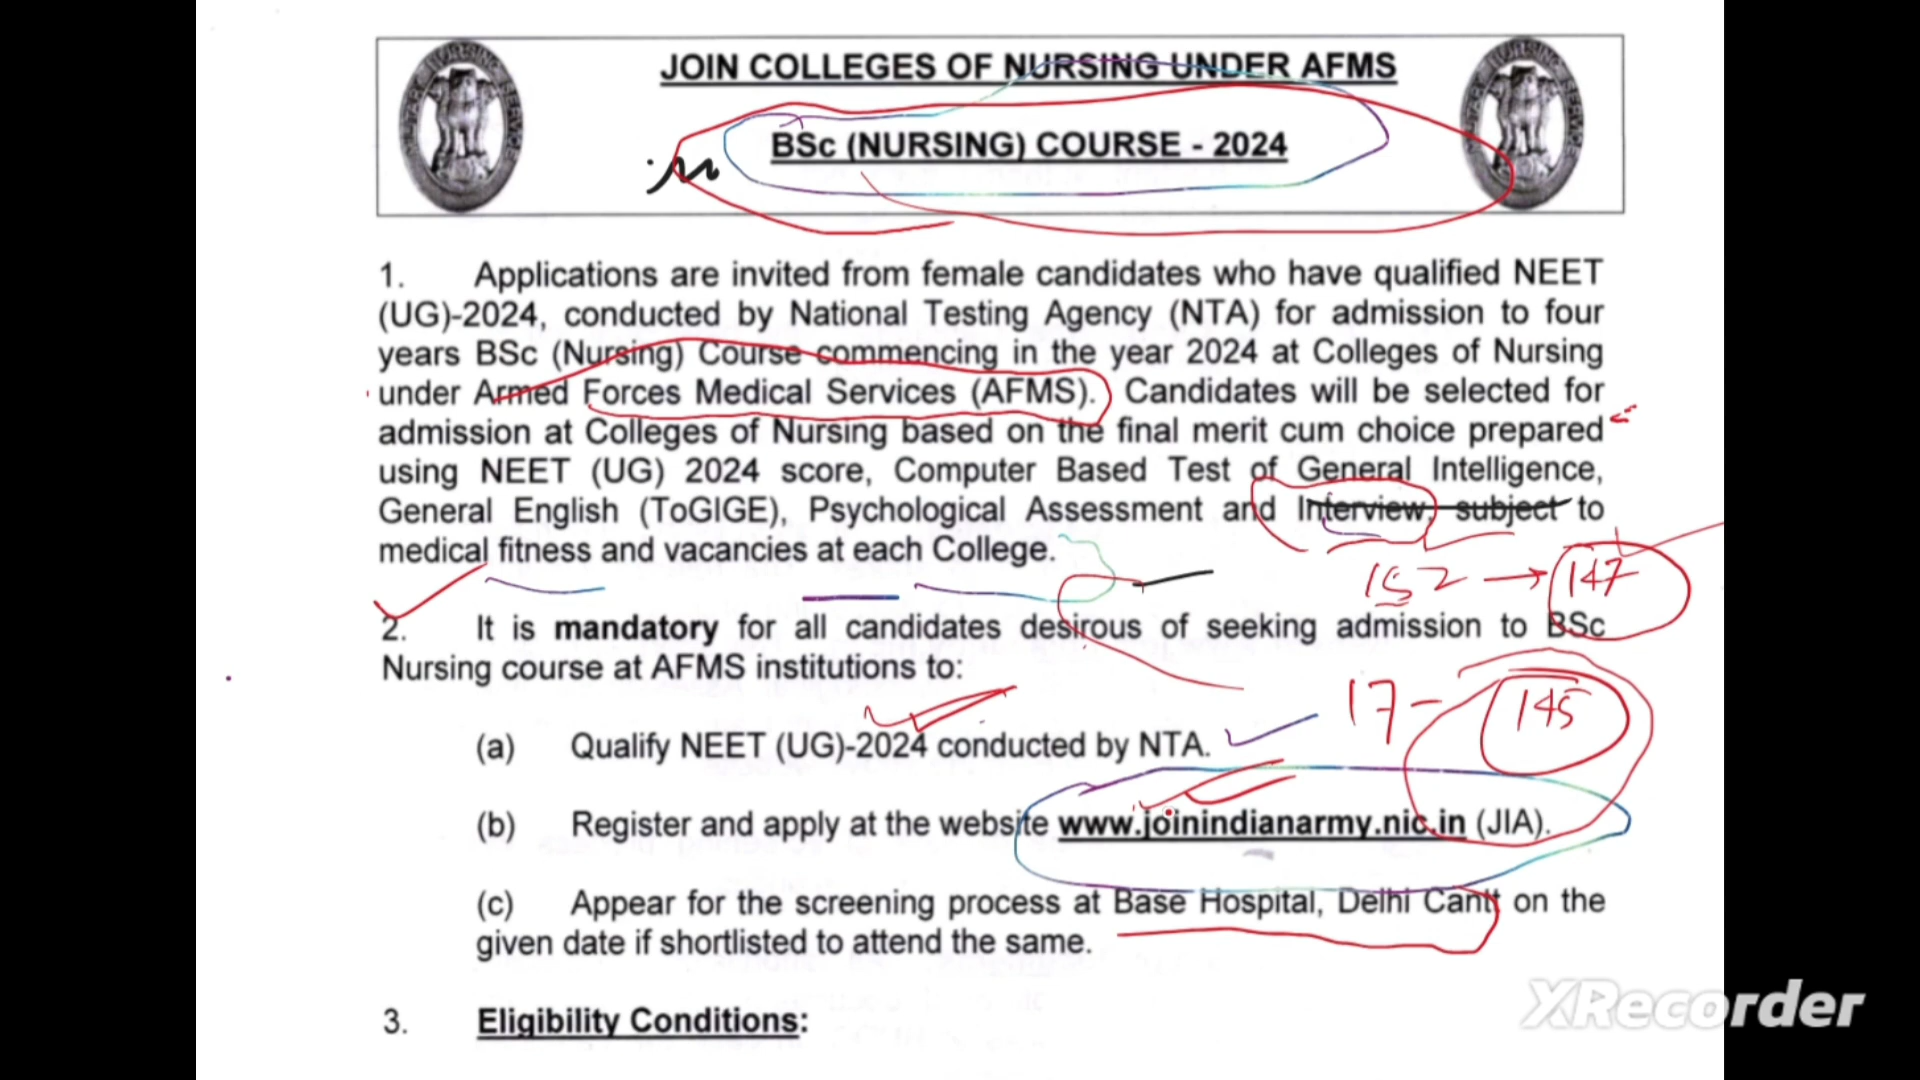 JOIN COLLEGES OF NURSING UNDER AFMS
BSc (NURSING) COURSE - 2024
1. Applications are invited from female candidates who have qualified NEET
(UG)-2024, conducted by National Testing Agency (NTA) for admission to four
years BSc (Nursing) Course commencing in the year 2024 at Colleges of Nursing
under Armed Forces Medical Services (AFMS). Candidates will be selected for
admission at Colleges of Nursing based on the final merit cum choice prepared
using NEET (UG) 2024 score, Computer Based Test of General Intelligence,
General English (ToGIGE), Psychological Assessment and Interview, subject to
medical fitness and vacancies at each College.
152 → 147
2. It is mandatory for all candidates desirous of seeking admission to BSc
Nursing course at AFMS institutions to:
17 - 145
(a) Qualify NEET (UG)-2024 conducted by NTA.
(b) Register and apply at the website www.joinindianarmy.nic.in (JIA).
(c) Appear for the screening process at Base Hospital, Delhi Cantt on the
given date if shortlisted to attend the same.
3. Eligibility Conditions:
XRecorder